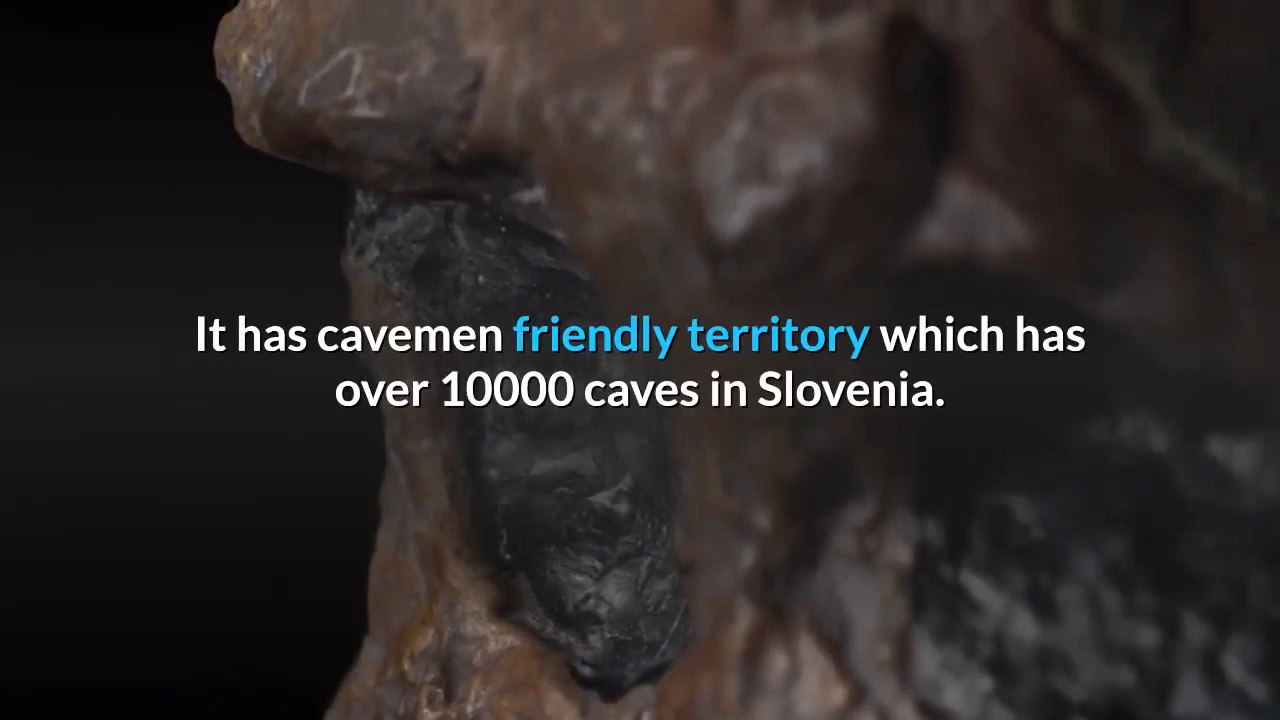 It has cavemen friendly territory which has
over 10000 caves in Slovenia.